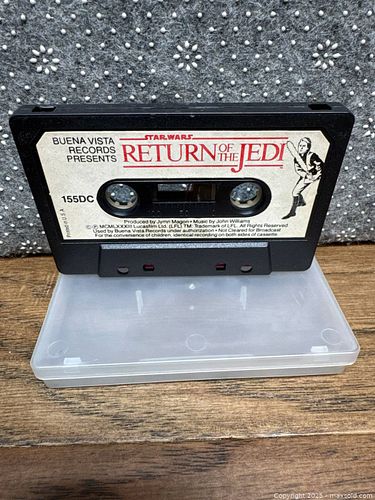 BUENA VISTA
RECORDS
PRESENTS
STAR WARS
RETURN OF THE JEDI
155DC
Printed in U.S.A.
Produced by Jymn Magon • Music by John Williams
Lucasfilm Ltd. (LFL) TM: Trademark of LFL. All Rights Reserved
Used by Buena Vista Records under authorization • Not Cleared for Broadcast
For the convenience of children, identical recording on both sides of cassette.
Copyright 2025 - maxsold.com